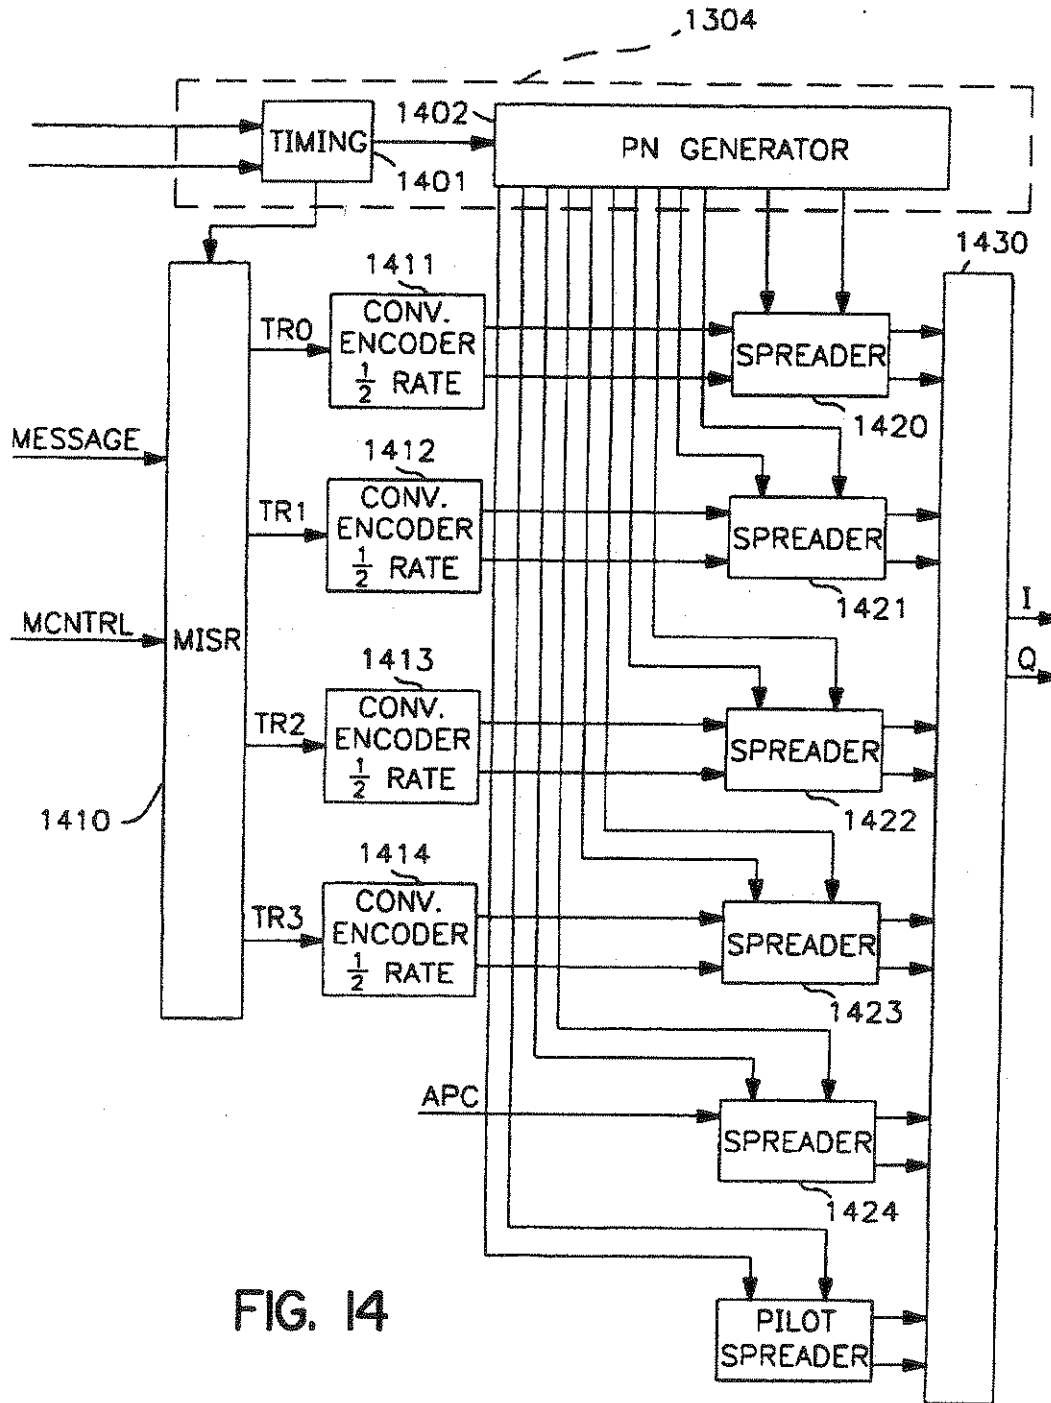 1304
1402
TIMING
PN GENERATOR
1401
1430
1411
TR0
CONV.
ENCODER
1/2 RATE
SPREADER
1420
MESSAGE
1412
TR1
CONV.
ENCODER
1/2 RATE
SPREADER
1421
I
MCNTRL
MISR
Q
1413
TR2
CONV.
ENCODER
1/2 RATE
SPREADER
1410
1422
1414
TR3
CONV.
ENCODER
1/2 RATE
SPREADER
1423
APC
SPREADER
1424
FIG. 14
PILOT
SPREADER